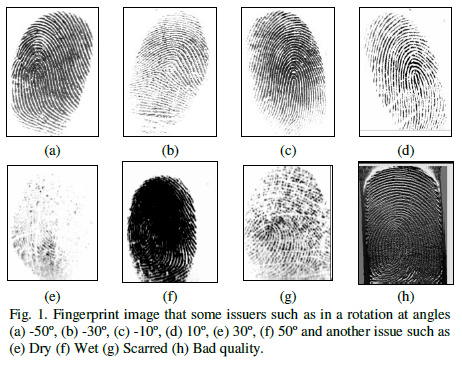 (a) (b) (c) (d)
(e) (f) (g) (h)
Fig. 1. Fingerprint image that some issuers such as in a rotation at angles
(a) -50º, (b) -30º, (c) -10º, (d) 10º, (e) 30º, (f) 50º and another issue such as
(e) Dry (f) Wet (g) Scarred (h) Bad quality.